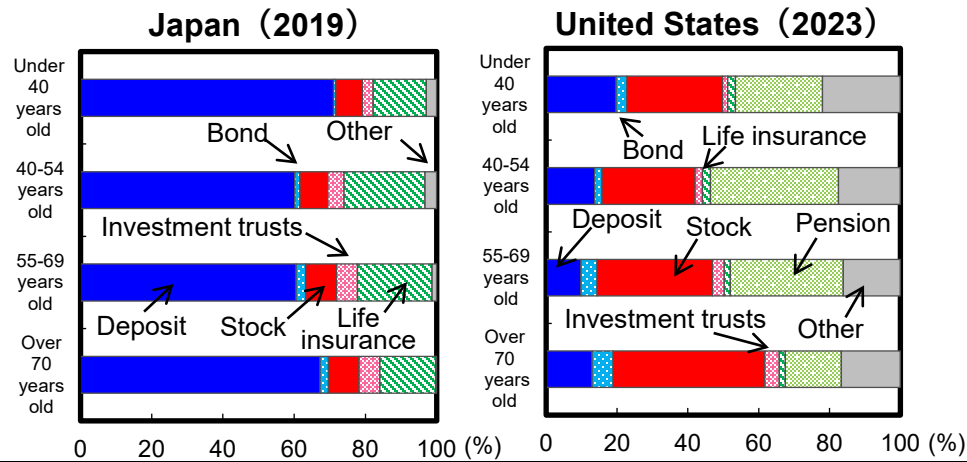 Japan（2019）
Under
40
years
old
40-54
years
old
55-69
years
old
Over
70
years
old
Bond
Other
Investment trusts
Deposit
Stock
Life
insurance
0 20 40 60 80 100 (%)
United States（2023）
Under
40
years
old
40-54
years
old
55-69
years
old
Over
70
years
old
Bond
Life insurance
Deposit
Stock
Pension
Investment trusts
Other
0 20 40 60 80 100 (%)